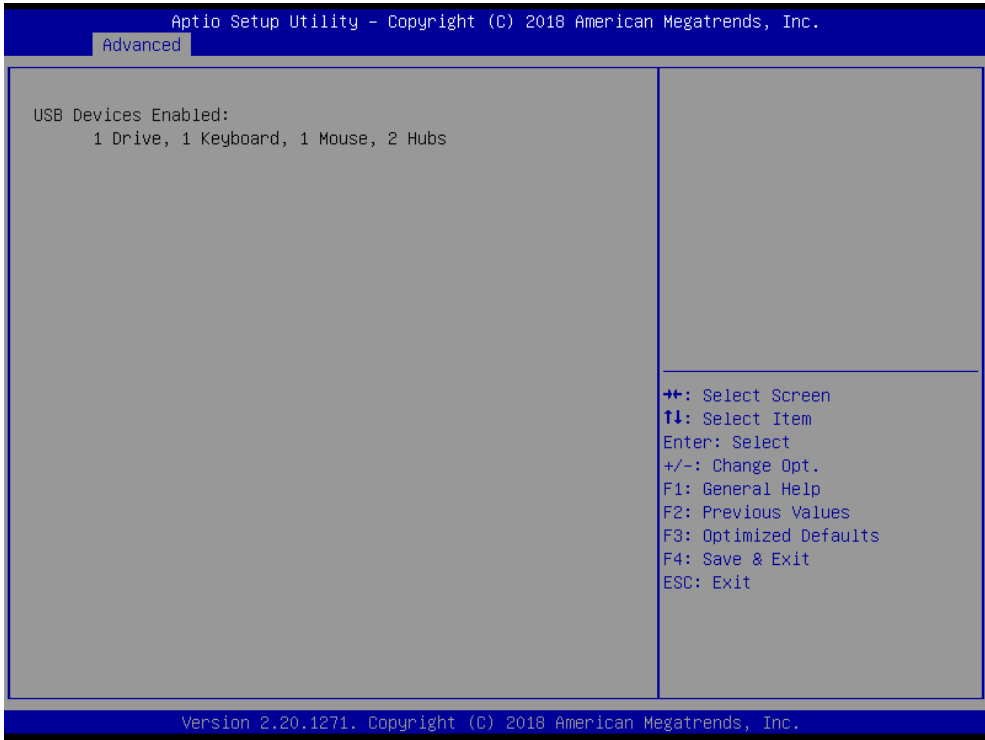 Aptio Setup Utility – Copyright (C) 2018 American Megatrends, Inc.
Advanced
USB Devices Enabled:
1 Drive, 1 Keyboard, 1 Mouse, 2 Hubs
→←: Select Screen
↑↓: Select Item
Enter: Select
+/-: Change Opt.
F1: General Help
F2: Previous Values
F3: Optimized Defaults
F4: Save & Exit
ESC: Exit
Version 2.20.1271. Copyright (C) 2018 American Megatrends, Inc.